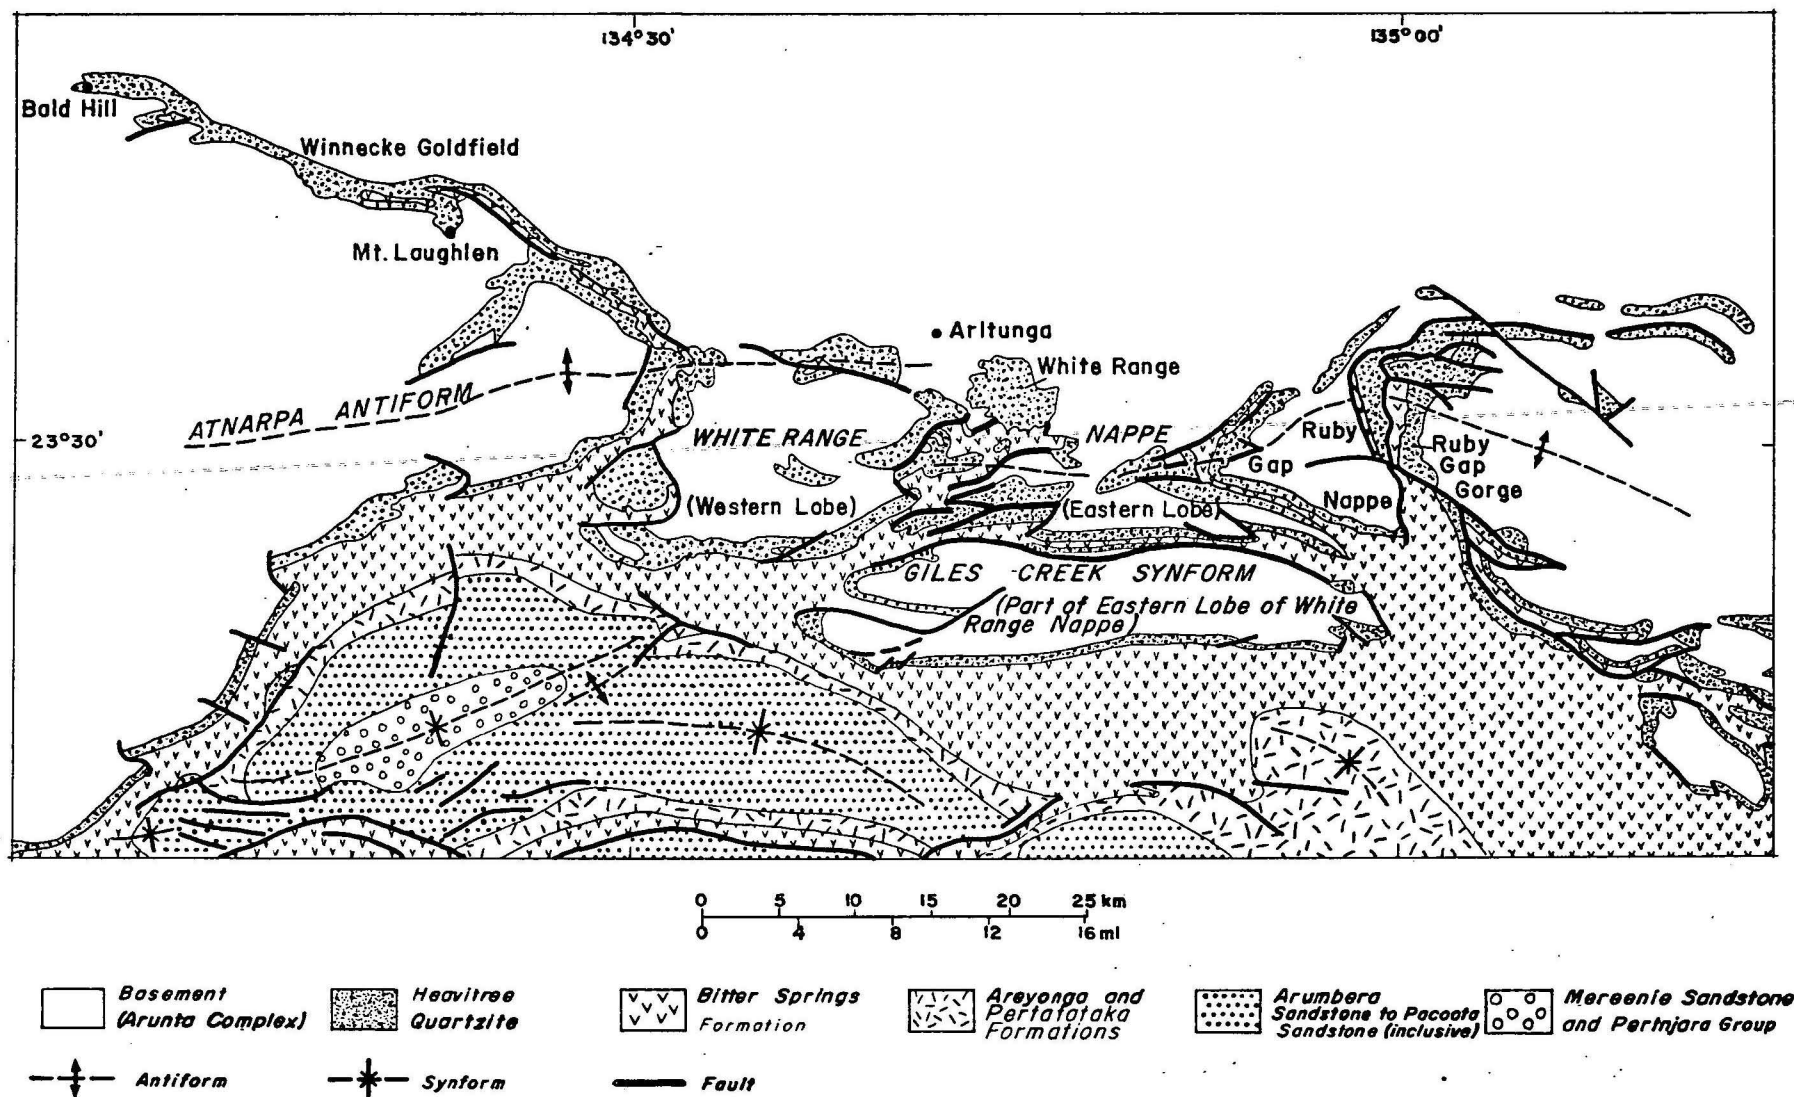 134°30'
135°00'
Bald Hill
Winnecke Goldfield
Mt. Laughlen
Arltunga
White Range
ATNARPA ANTIFORM
23°30'
WHITE RANGE NAPPE
Ruby
Gap
Nappe
Ruby
Gap
Gorge
(Western Lobe)
(Eastern Lobe)
GILES CREEK SYNFORM
(Part of Eastern Lobe of White
Range Nappe)
0 5 10 15 20 25 km
0 4 8 12 16 ml
Basement
(Arunta Complex)
Heavitree
Quartzite
Bitter Springs
Formation
Areyonga and
Pertatataka
Formations
Arumbera
Sandstone to Pacoota
Sandstone (inclusive)
Mereenie Sandstone
and Pertnjara Group
Antiform
Synform
Fault